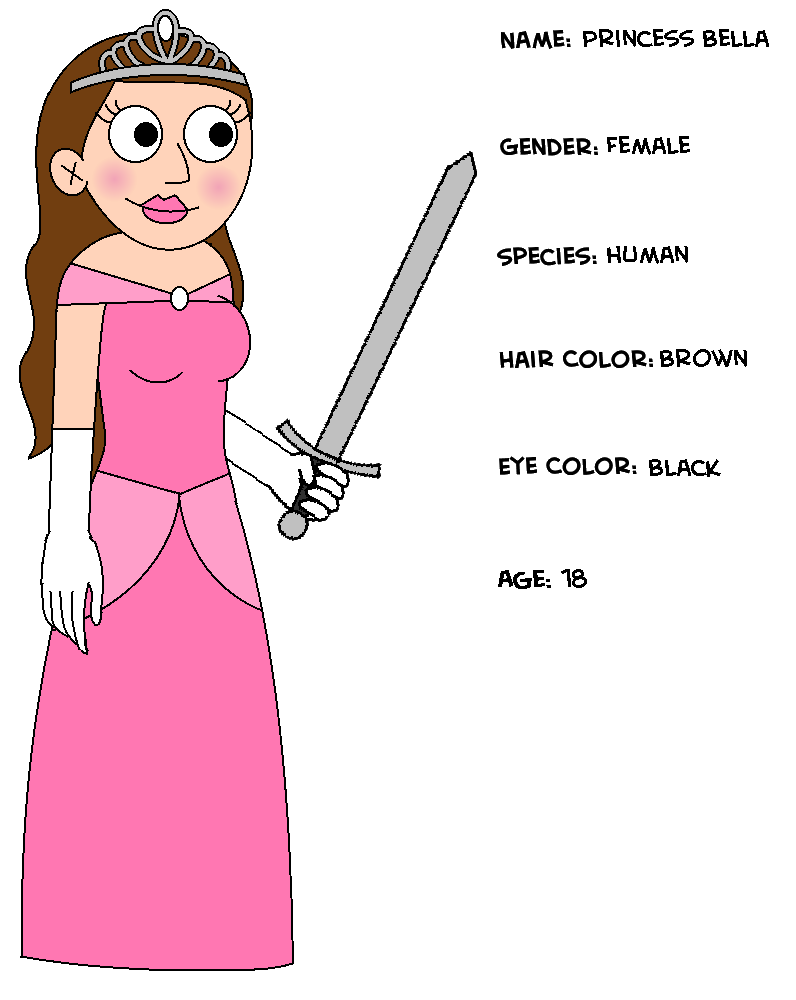 NAME: PRINCESS BELLA
GENDER: FEMALE
SPECIES: HUMAN
HAIR COLOR: BROWN
EYE COLOR: BLACK
AGE: 18